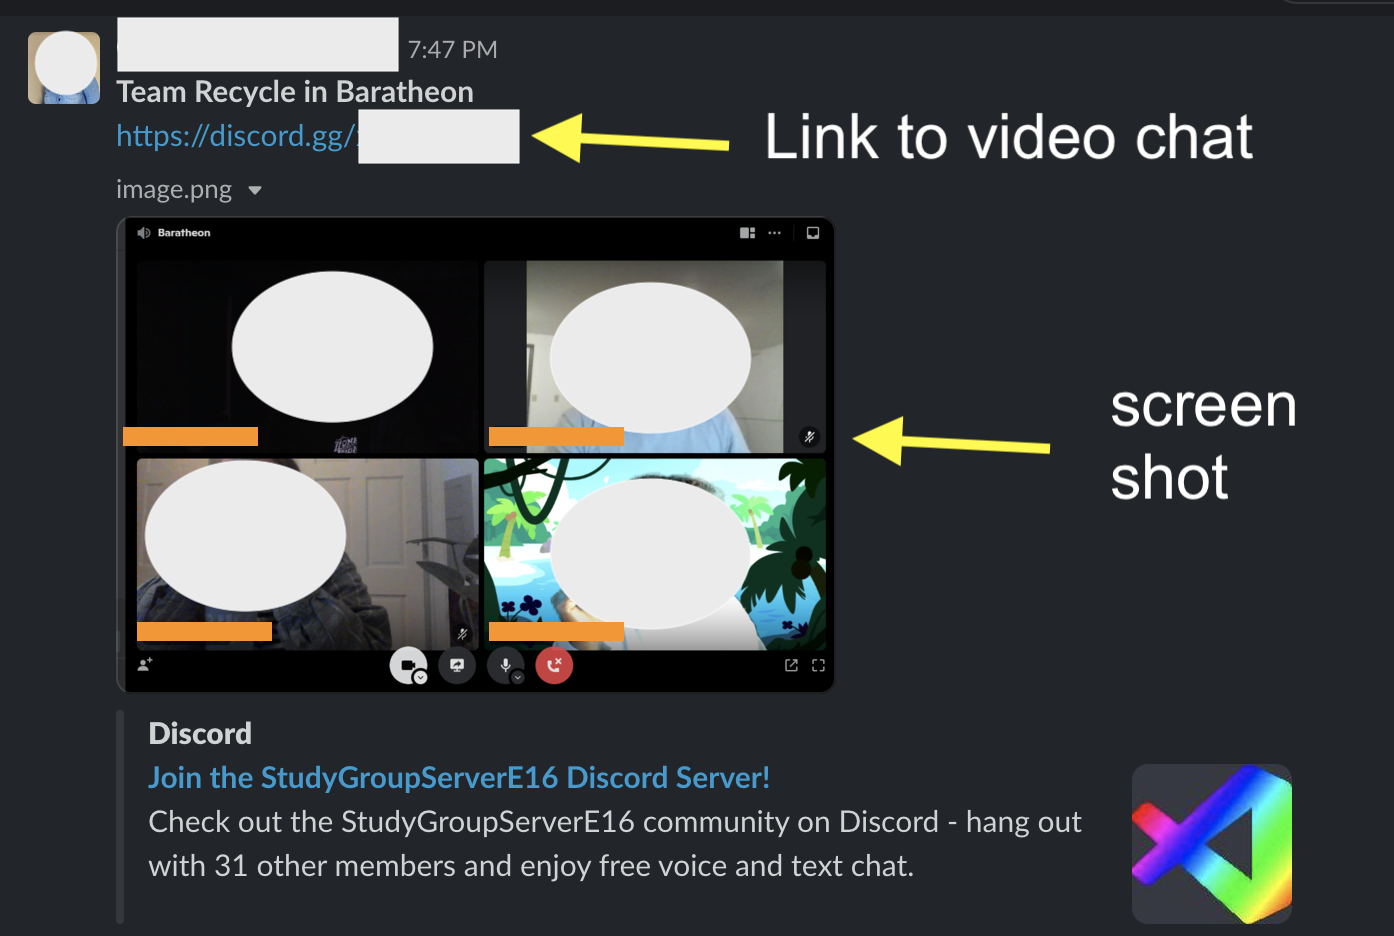 7:47 PM
Team Recycle in Baratheon
https://discord.gg/
Link to video chat
image.png
Baratheon
screen
shot
Discord
Join the StudyGroupServerE16 Discord Server!
Check out the StudyGroupServerE16 community on Discord - hang out
with 31 other members and enjoy free voice and text chat.